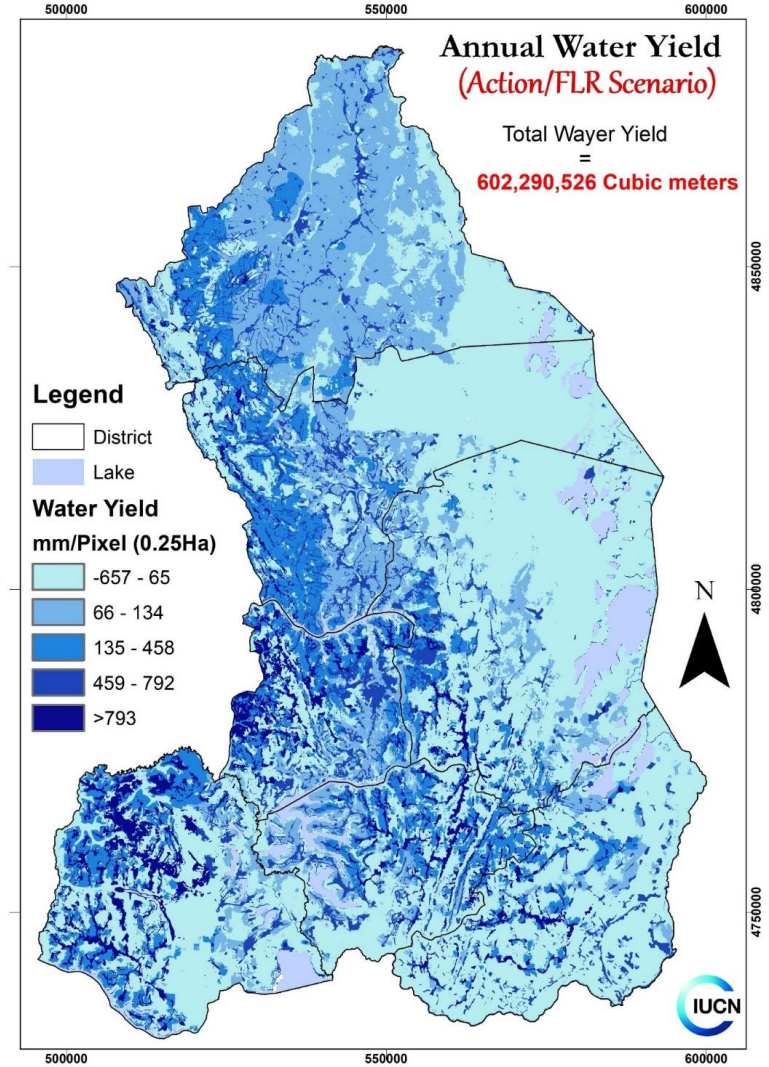 500000
550000
600000
Annual Water Yield
(Action/FLR Scenario)
Total Wayer Yield
=
602,290,526 Cubic meters
4850000
Legend
District
Lake
Water Yield
mm/Pixel (0.25Ha)
-657 - 65
66 - 134
135 - 458
459 - 792
>793
4800000
N
4750000
IUCN
500000
550000
600000